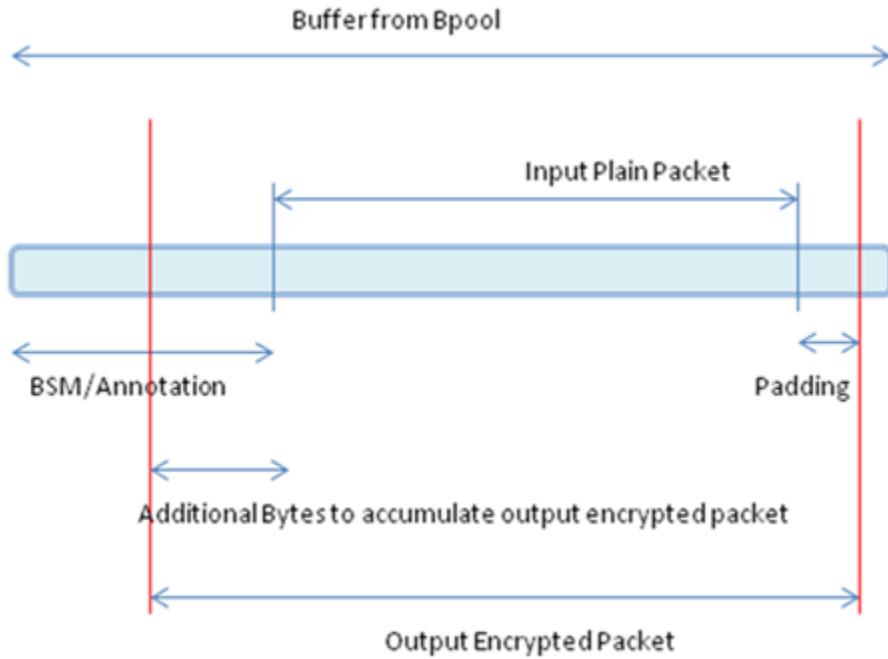 Buffer from Bpool
Input Plain Packet
BSM/Annotation
Padding
Additional Bytes to accumulate output encrypted packet
Output Encrypted Packet